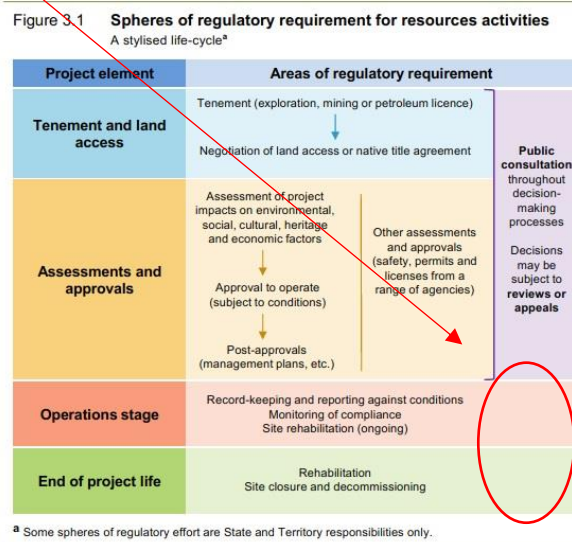 Figure 3.1 Spheres of regulatory requirement for resources activities
A stylised life-cycleª
Project element
Areas of regulatory requirement
Tenement and land
access
Tenement (exploration, mining or petroleum licence)
Negotiation of land access or native title agreement
Assessments and
approvals
Assessment of project
impacts on environmental,
social, cultural, heritage
and economic factors
Approval to operate
(subject to conditions)
Post-approvals
(management plans, etc.)
Other assessments
and approvals
(safety, permits and
licenses from a
range of agencies)
Public
consultation
throughout
decision-
making
processes
Decisions
may be
subject to
reviews or
appeals
Operations stage
Record-keeping and reporting against conditions
Monitoring of compliance
Site rehabilitation (ongoing)
End of project life
Rehabilitation
Site closure and decommissioning
ª Some spheres of regulatory effort are State and Territory responsibilities only.